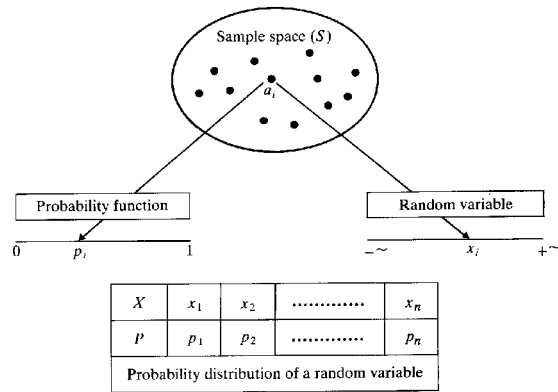 Sample space (S)
a_i
Probability function
Random variable
0 p_i 1
−~ x_i +~
X x_1 x_2 ............. x_n
P p_1 p_2 ............. p_n
Probability distribution of a random variable